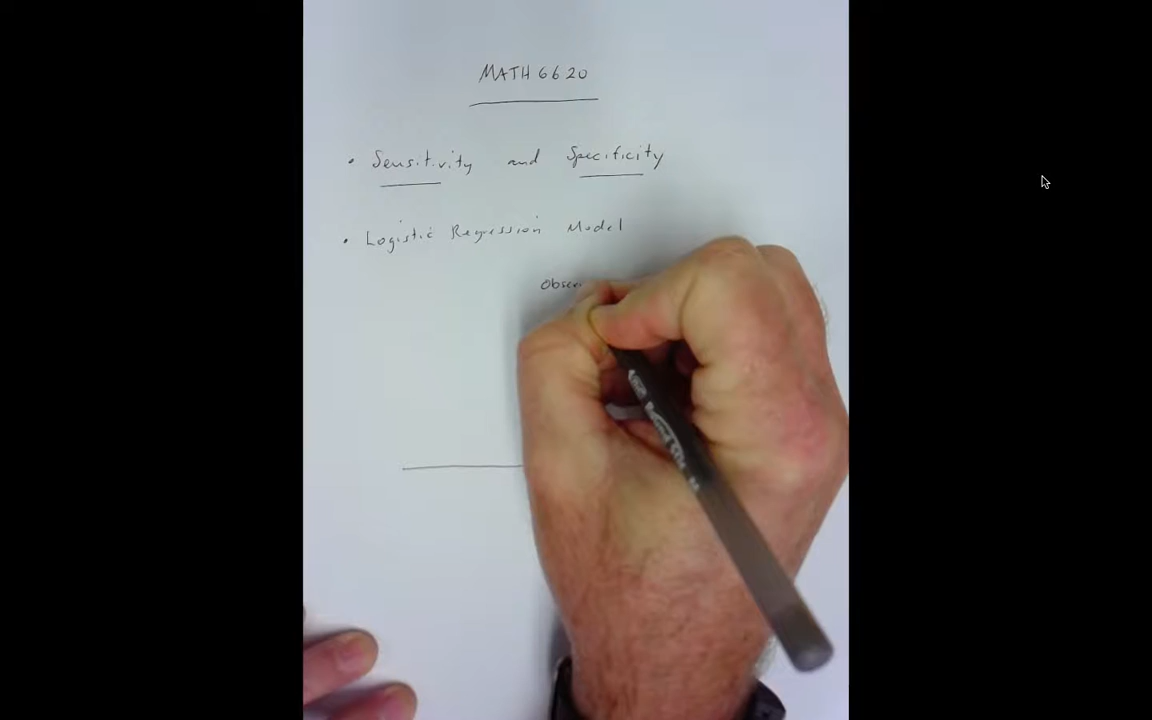 MATH 6620
• Sensitivity and Specificity
• Logistic Regression Model